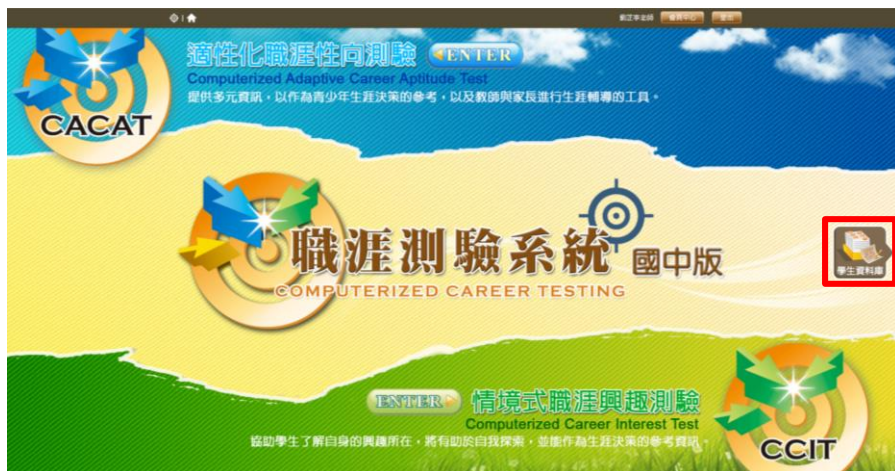 會員中心
登出
適性化職涯性向測驗 ENTER
Computerized Adaptive Career Aptitude Test
提供多元資訊，以作為青少年生涯決策的參考，以及教師與家長進行生涯輔導的工具。
CACAT
職涯測驗系統 國中版
COMPUTERIZED CAREER TESTING
學生資料庫
ENTER 情境式職涯興趣測驗
Computerized Career Interest Test
協助學生了解自身的興趣所在，將有助於自我探索，並能作為生涯決策的參考資訊。
CCIT